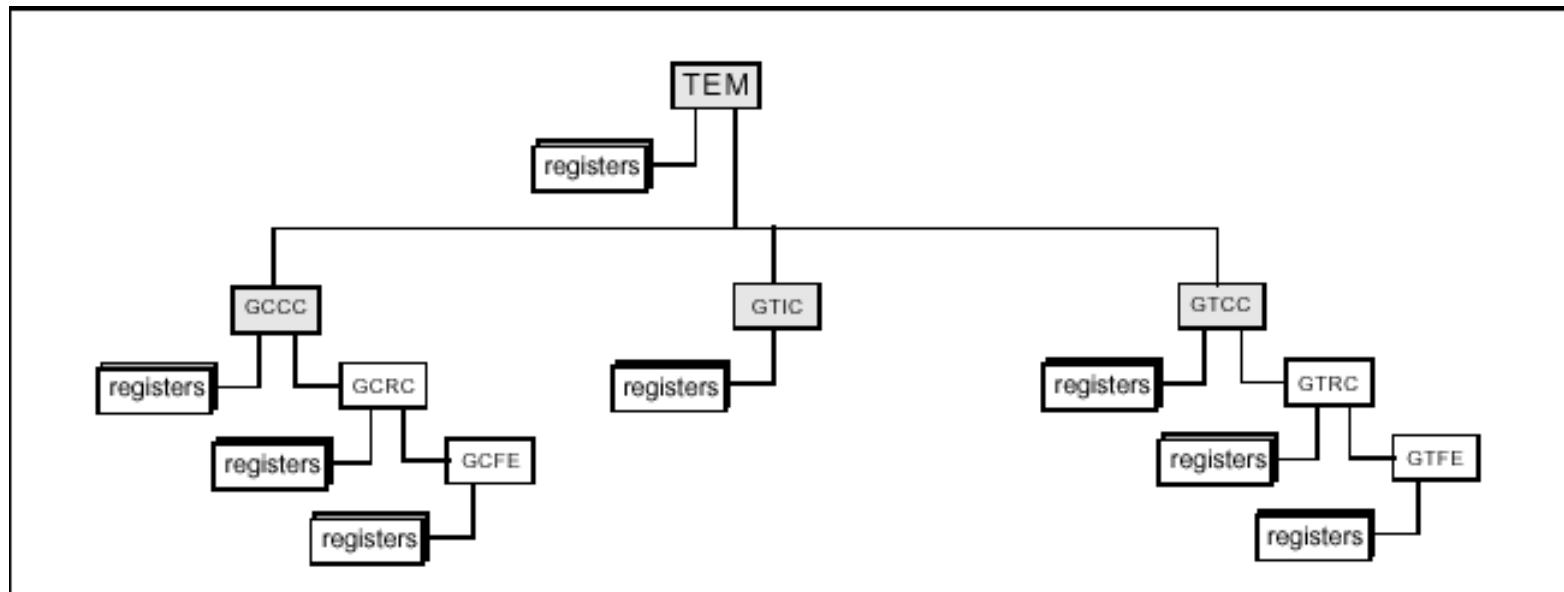 TEM
registers
GCCC
GTIC
GTCC
registers
GCRC
registers
registers
GTRC
registers
GCFE
registers
GTFE
registers
registers